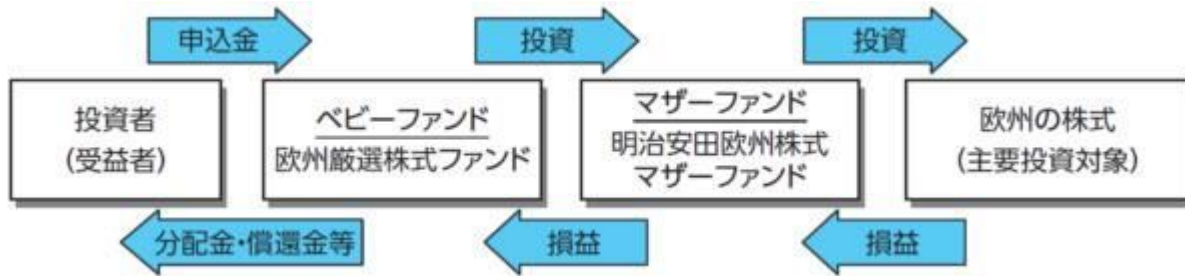 申込金
投資
投資
投資者
(受益者)
ベビーファンド
欧州厳選株式ファンド
マザーファンド
明治安田欧州株式
マザーファンド
欧州の株式
(主要投資対象)
分配金・償還金等
損益
損益